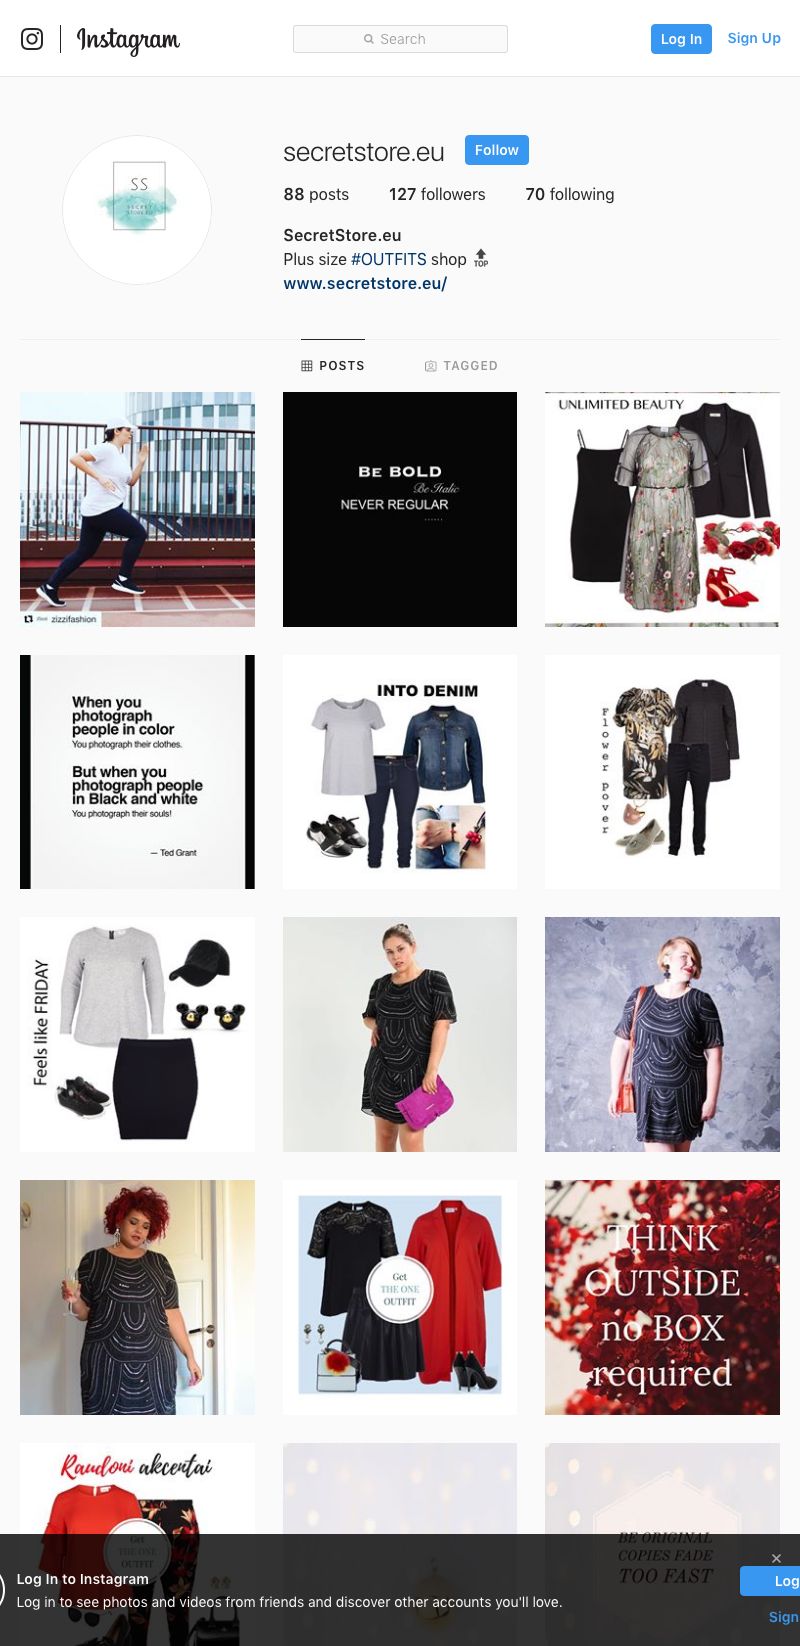 Instagram
Search
Log In
Sign Up
SS
SECRET
STORE.EU
secretstore.eu
Follow
88 posts
127 followers
70 following
SecretStore.eu
Plus size #OUTFITS shop 🔝
www.secretstore.eu/
POSTS
TAGGED
zizzifashion
BE BOLD
Be Italic
NEVER REGULAR
......
UNLIMITED BEAUTY
When you
photograph
people in color
You photograph their clothes.
But when you
photograph people
in Black and white
You photograph their souls!
— Ted Grant
INTO DENIM
Flower pover
Feels like FRIDAY
Get
THE ONE
OUTFIT
THINK
OUTSIDE
no BOX
required
Raudoni akcentai
Get
THE ONE
OUTFIT
BE ORIGINAL
COPIES FADE
TOO FAST
Log In to Instagram
Log in to see photos and videos from friends and discover other accounts you'll love.
Log
Sign